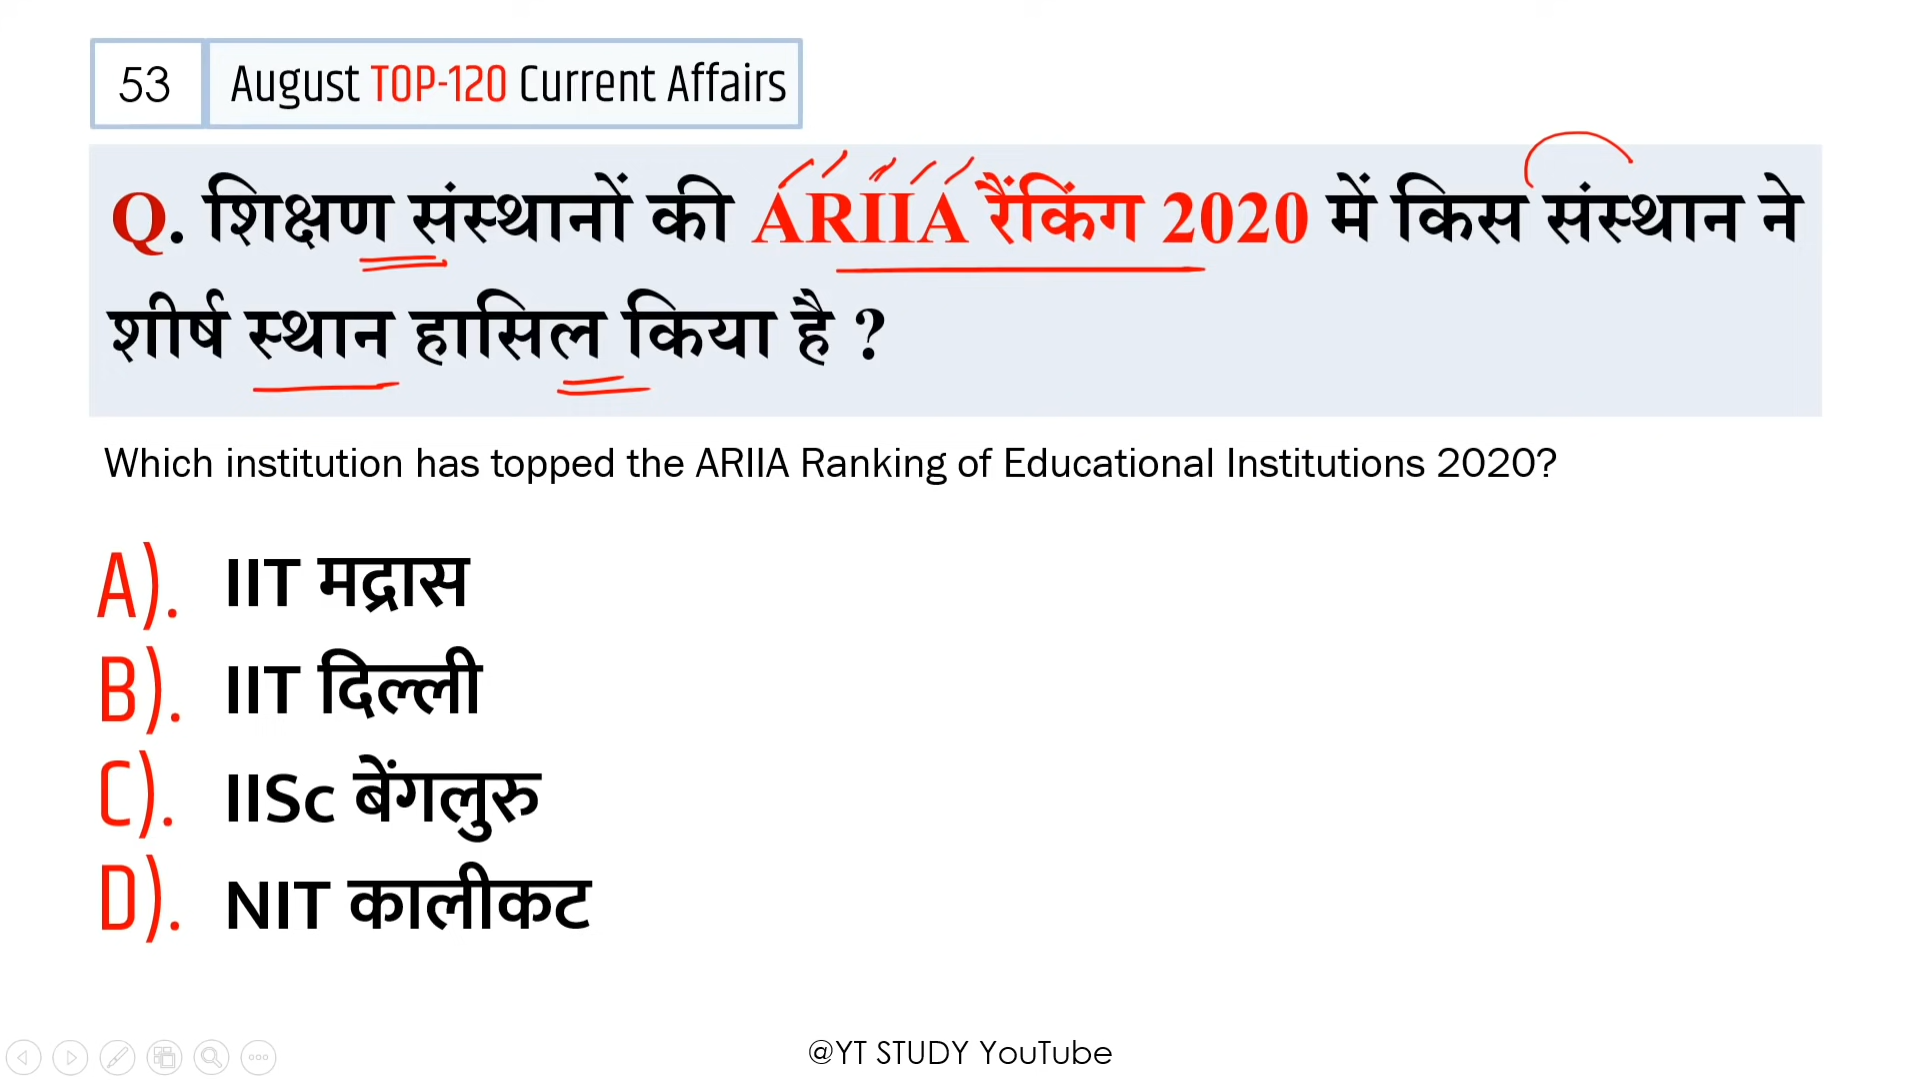 53 August TOP-120 Current Affairs
Q. शिक्षण संस्थानों की ARIIA रैंकिंग 2020 में किस संस्थान ने
शीर्ष स्थान हासिल किया है ?
Which institution has topped the ARIIA Ranking of Educational Institutions 2020?
A). IIT मद्रास
B). IIT दिल्ली
C). IISc बेंगलुरु
D). NIT कालीकट
@YT STUDY YouTube